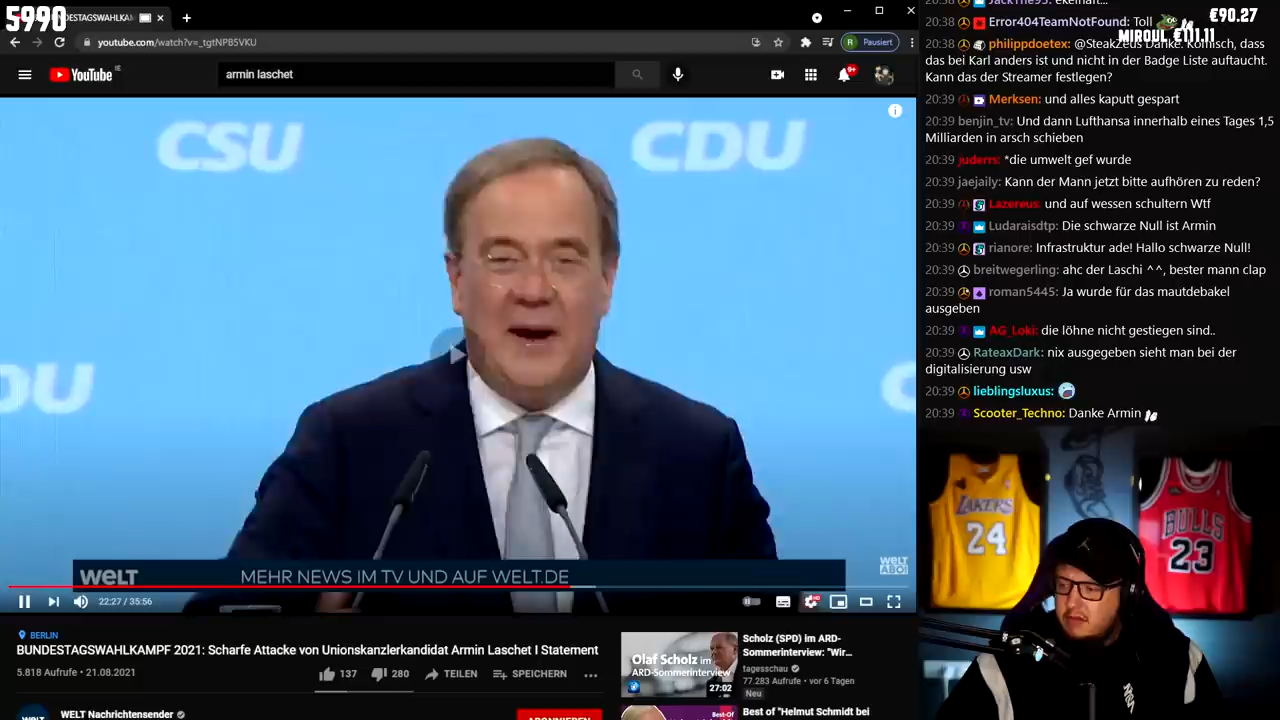 5990
BUNDESTAGSWAHLKAM
youtube.com/watch?v=_tgtNPB5VKU
R Pausiert
YouTube IE
armin laschet
9+
CSU
CDU
WELT
MEHR NEWS IM TV UND AUF WELT.DE
WELT
ABO!
22:27 / 35:56
HD
BERLIN
BUNDESTAGSWAHLKAMPF 2021: Scharfe Attacke von Unionskanzlerkandidat Armin Laschet I Statement
5.818 Aufrufe • 21.08.2021
137
280
TEILEN
SPEICHERN
WELT Nachrichtensender
ABONNIEREN
Olaf Scholz im
ARD-Sommerinterview
27:02
Scholz (SPD) im ARD-
Sommerinterview: "Wir...
tagesschau
77.283 Aufrufe • vor 6 Tagen
Neu
Best-Of
Best of "Helmut Schmidt bei
€90.27
MIROUL €111.11
20:38 Error404TeamNotFound: Toll
20:38 philippdoetex: @SteakZeus Danke. Komisch, dass
das bei Karl anders ist und nicht in der Badge Liste auftaucht.
Kann das der Streamer festlegen?
20:39 Merksen: und alles kaputt gespart
20:39 benjin_tv: Und dann Lufthansa innerhalb eines Tages 1,5
Milliarden in arsch schieben
20:39 juderrs: *die umwelt gef wurde
20:39 jaejaily: Kann der Mann jetzt bitte aufhören zu reden?
20:39 Lazereus: und auf wessen schultern Wtf
20:39 Ludaraisdtp: Die schwarze Null ist Armin
20:39 rianore: Infrastruktur ade! Hallo schwarze Null!
20:39 breitwegerling: ahc der Laschi ^^, bester mann clap
20:39 roman5445: Ja wurde für das mautdebakel
ausgeben
20:39 AG_Loki: die löhne nicht gestiegen sind..
20:39 RateaxDark: nix ausgegeben sieht man bei der
digitalisierung usw
20:39 lieblingsluxus:
20:39 Scooter_Techno: Danke Armin
LAKERS
24
BULLS
23